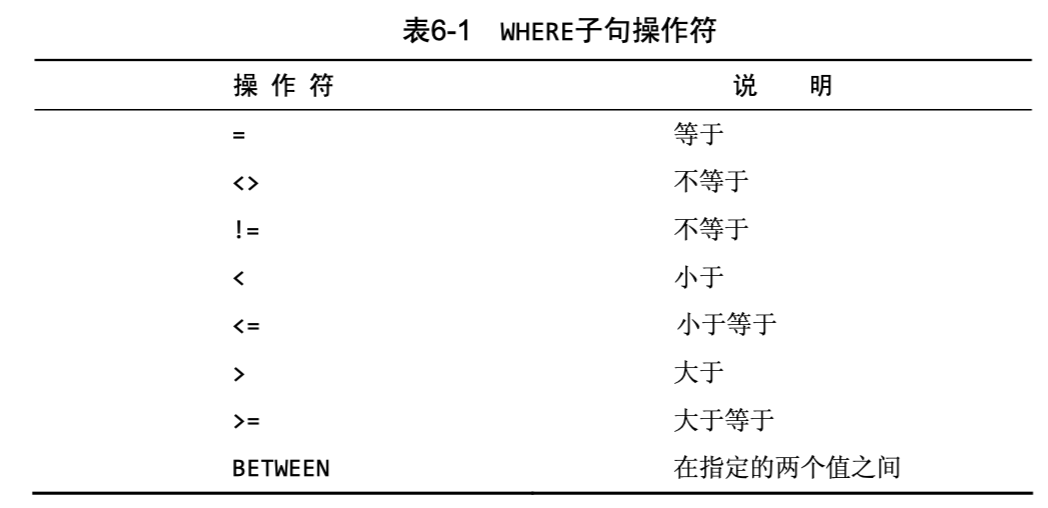 表6-1 WHERE子句操作符
操作符 说明
= 等于
<> 不等于
!= 不等于
< 小于
<= 小于等于
> 大于
>= 大于等于
BETWEEN 在指定的两个值之间